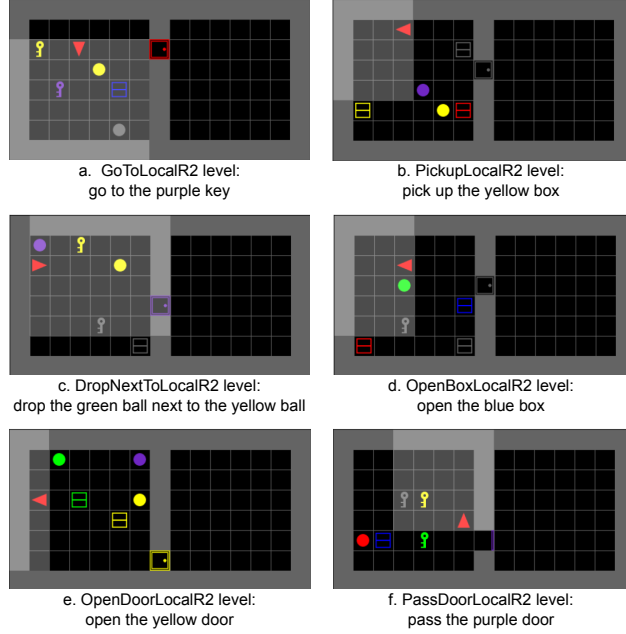 a. GoToLocalR2 level:
go to the purple key
b. PickupLocalR2 level:
pick up the yellow box
c. DropNextToLocalR2 level:
drop the green ball next to the yellow ball
d. OpenBoxLocalR2 level:
open the blue box
e. OpenDoorLocalR2 level:
open the yellow door
f. PassDoorLocalR2 level:
pass the purple door